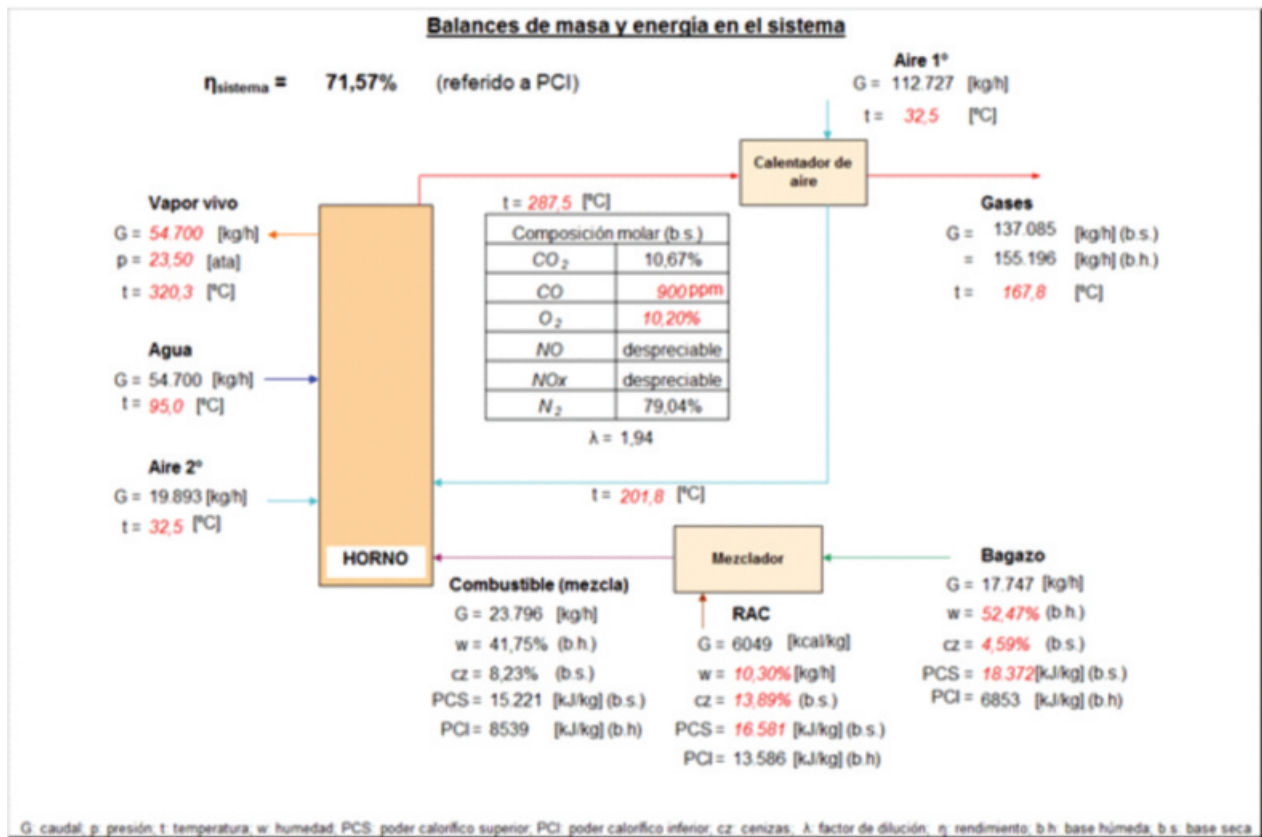 Balances de masa y energía en el sistema
ηsistema = 71,57% (referido a PCI)
Aire 1º
G = 112.727 [kg/h]
t = 32,5 [ºC]
Calentador de
aire
Vapor vivo
G = 54.700 [kg/h]
p = 23,50 [ata]
t = 320,3 [ºC]
t = 287,5 [ºC]
Composición molar (b.s.)
CO2 10,67%
CO 900 ppm
O2 10,20%
NO despreciable
NOx despreciable
N2 79,04%
λ = 1,94
Gases
G = 137.085 [kg/h] (b.s.)
= 155.196 [kg/h] (b.h.)
t = 167,8 [ºC]
Agua
G = 54.700 [kg/h]
t = 95,0 [ºC]
Aire 2º
G = 19.893 [kg/h]
t = 32,5 [ºC]
t = 201,8 [ºC]
HORNO
Mezclador
Combustible (mezcla)
G = 23.796 [kg/h]
w = 41,75% (b.h.)
cz = 8,23% (b.s.)
PCS = 15.221 [kJ/kg] (b.s.)
PCI = 8539 [kJ/kg] (b.h)
RAC
G = 6049 [kcal/kg]
w = 10,30% [kg/h]
cz = 13,89% (b.s.)
PCS = 16.581 [kJ/kg] (b.s.)
PCI = 13.586 [kJ/kg] (b.h)
Bagazo
G = 17.747 [kg/h]
w = 52,47% (b.h.)
cz = 4,59% (b.s.)
PCS = 18.372 [kJ/kg] (b.s.)
PCI = 6853 [kJ/kg] (b.h)
G: caudal; p: presión; t: temperatura; w: humedad; PCS: poder calorífico superior; PCI: poder calorífico inferior; cz: cenizas; λ: factor de dilución; η: rendimiento; b.h: base húmeda; b.s: base seca